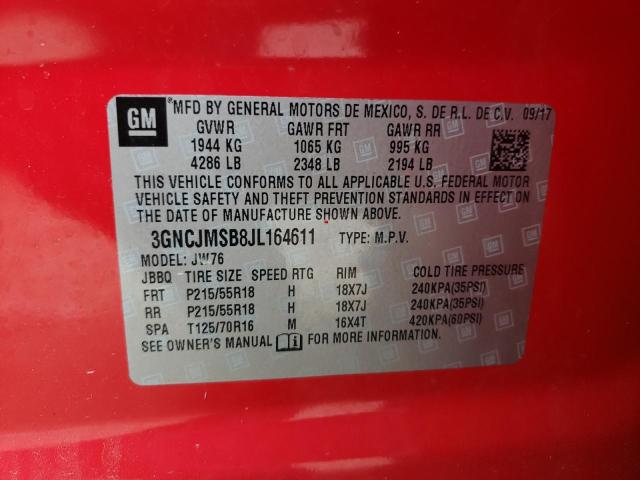 GM *MFD BY GENERAL MOTORS DE MEXICO, S. DE R.L. DE C.V. 09/17
GVWR GAWR FRT GAWR RR
1944 KG 1065 KG 995 KG
4286 LB 2348 LB 2194 LB
THIS VEHICLE CONFORMS TO ALL APPLICABLE U.S. FEDERAL MOTOR
VEHICLE SAFETY AND THEFT PREVENTION STANDARDS IN EFFECT ON
THE DATE OF MANUFACTURE SHOWN ABOVE.
3GNCJMSB8JL164611 TYPE: M.P.V.
MODEL: JW76
JBBQ TIRE SIZE SPEED RTG RIM COLD TIRE PRESSURE
FRT P215/55R18 H 18X7J 240KPA(35PSI)
RR P215/55R18 H 18X7J 240KPA(35PSI)
SPA T125/70R16 M 16X4T 420KPA(60PSI)
SEE OWNER'S MANUAL FOR MORE INFORMATION.